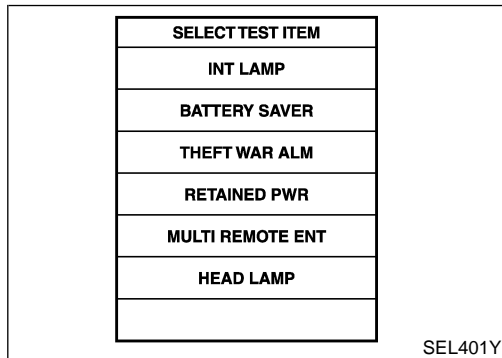 SELECT TEST ITEM
INT LAMP
BATTERY SAVER
THEFT WAR ALM
RETAINED PWR
MULTI REMOTE ENT
HEAD LAMP
SEL401Y